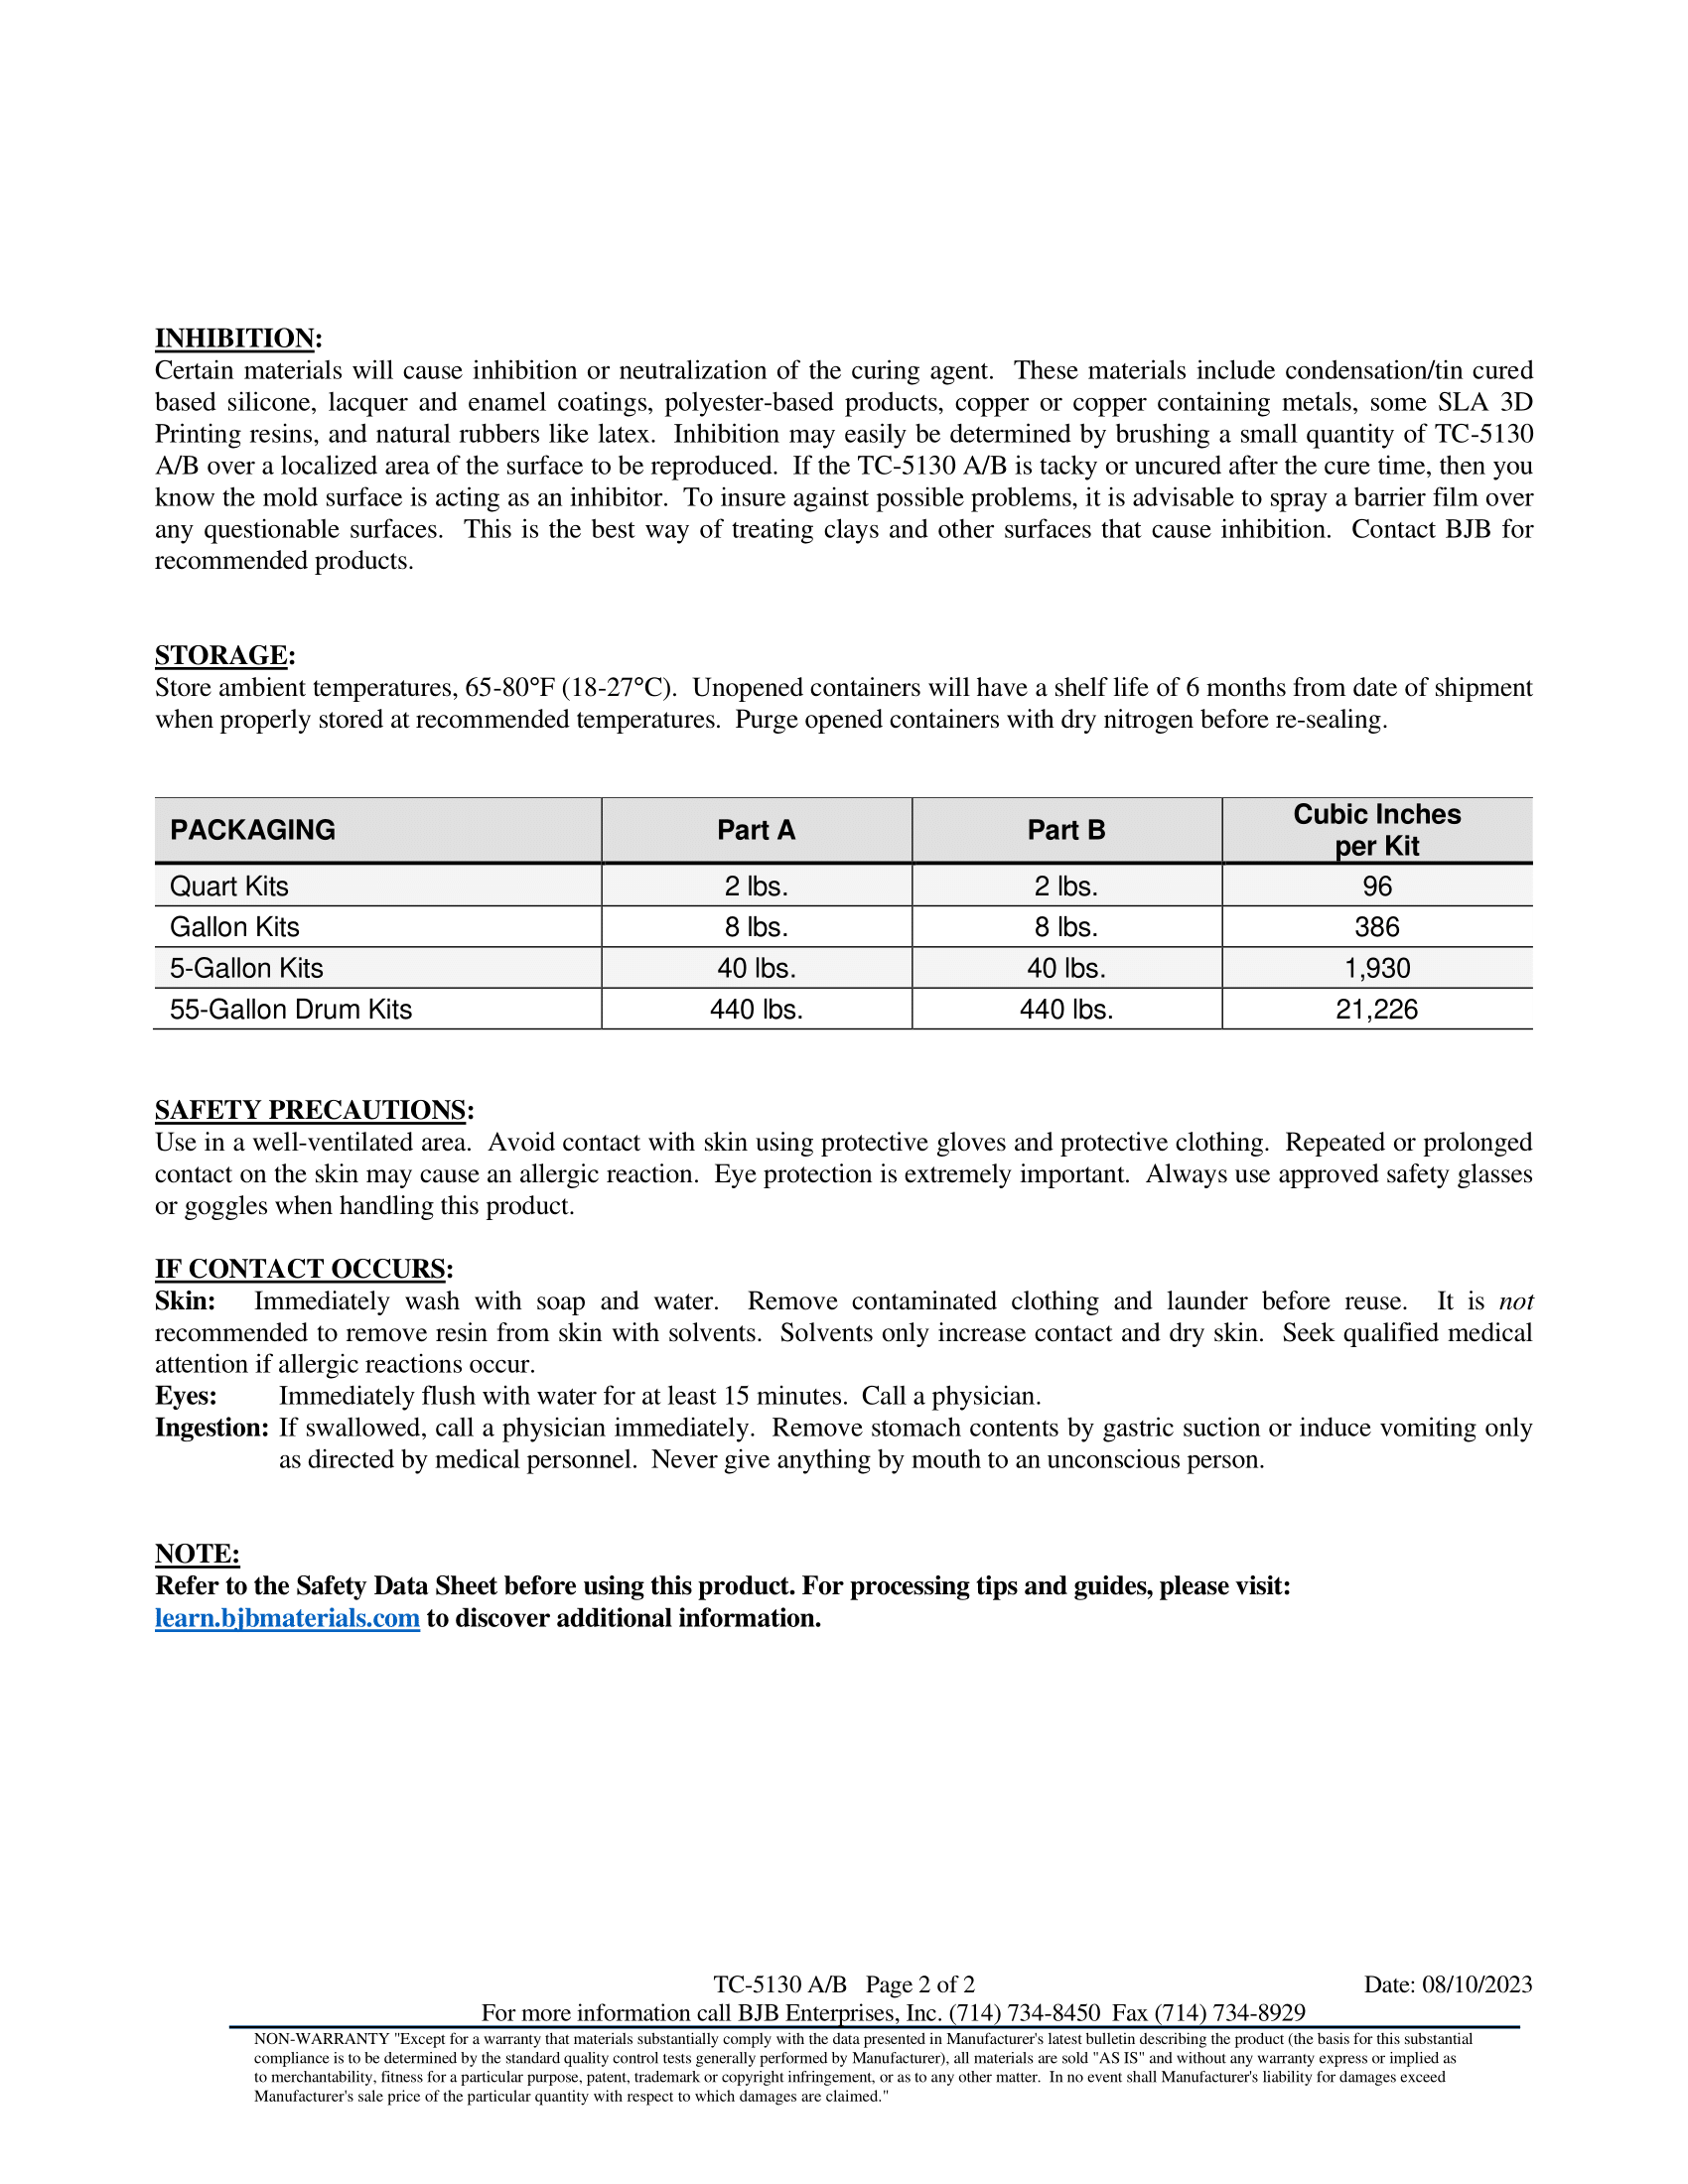 INHIBITION:
Certain materials will cause inhibition or neutralization of the curing agent.  These materials include condensation/tin cured
based silicone, lacquer and enamel coatings, polyester-based products, copper or copper containing metals, some SLA 3D
Printing resins, and natural rubbers like latex.  Inhibition may easily be determined by brushing a small quantity of TC-5130
A/B over a localized area of the surface to be reproduced.  If the TC-5130 A/B is tacky or uncured after the cure time, then you
know the mold surface is acting as an inhibitor.  To insure against possible problems, it is advisable to spray a barrier film over
any questionable surfaces.  This is the best way of treating clays and other surfaces that cause inhibition.  Contact BJB for
recommended products.
STORAGE:
Store ambient temperatures, 65-80°F (18-27°C).  Unopened containers will have a shelf life of 6 months from date of shipment
when properly stored at recommended temperatures.  Purge opened containers with dry nitrogen before re-sealing.
PACKAGING Part A Part B Cubic Inches
per Kit
Quart Kits 2 lbs. 2 lbs. 96
Gallon Kits 8 lbs. 8 lbs. 386
5-Gallon Kits 40 lbs. 40 lbs. 1,930
55-Gallon Drum Kits 440 lbs. 440 lbs. 21,226
SAFETY PRECAUTIONS:
Use in a well-ventilated area.  Avoid contact with skin using protective gloves and protective clothing.  Repeated or prolonged
contact on the skin may cause an allergic reaction.  Eye protection is extremely important.  Always use approved safety glasses
or goggles when handling this product.
IF CONTACT OCCURS:
Skin: Immediately wash with soap and water.  Remove contaminated clothing and launder before reuse.  It is not
recommended to remove resin from skin with solvents.  Solvents only increase contact and dry skin.  Seek qualified medical
attention if allergic reactions occur.
Eyes: Immediately flush with water for at least 15 minutes.  Call a physician.
Ingestion: If swallowed, call a physician immediately.  Remove stomach contents by gastric suction or induce vomiting only
as directed by medical personnel.  Never give anything by mouth to an unconscious person.
NOTE:
Refer to the Safety Data Sheet before using this product. For processing tips and guides, please visit:
learn.bjbmaterials.com to discover additional information.
TC-5130 A/B   Page 2 of 2 Date: 08/10/2023
For more information call BJB Enterprises, Inc. (714) 734-8450  Fax (714) 734-8929
NON-WARRANTY "Except for a warranty that materials substantially comply with the data presented in Manufacturer's latest bulletin describing the product (the basis for this substantial
compliance is to be determined by the standard quality control tests generally performed by Manufacturer), all materials are sold "AS IS" and without any warranty express or implied as
to merchantability, fitness for a particular purpose, patent, trademark or copyright infringement, or as to any other matter.  In no event shall Manufacturer's liability for damages exceed
Manufacturer's sale price of the particular quantity with respect to which damages are claimed."